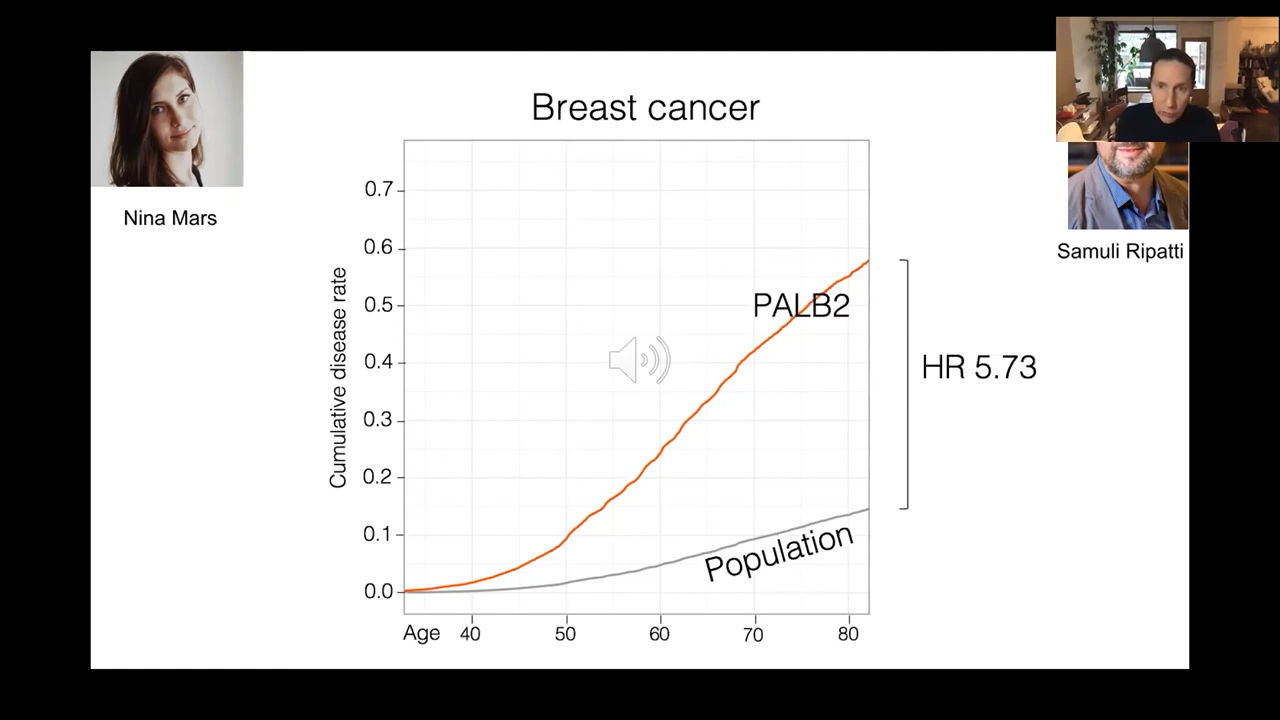 Breast cancer
Nina Mars
Samuli Ripatti
Cumulative disease rate
0.7
0.6
0.5
0.4
0.3
0.2
0.1
0.0
PALB2
Population
HR 5.73
Age 40 50 60 70 80